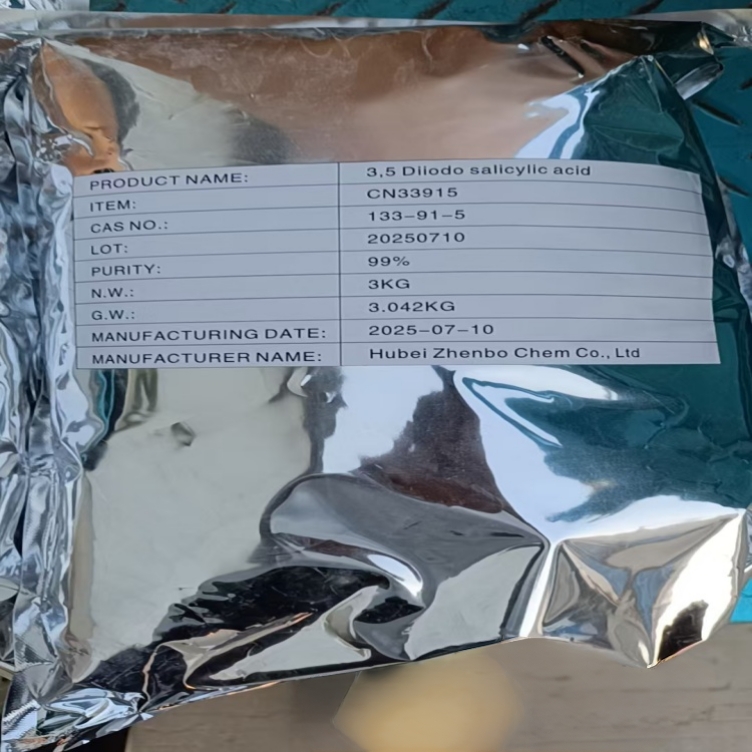 PRODUCT NAME: 3,5 Diiodo salicylic acid
ITEM: CN33915
CAS NO.: 133-91-5
LOT: 20250710
PURITY: 99%
N.W.: 3KG
G.W.: 3.042KG
MANUFACTURING DATE: 2025-07-10
MANUFACTURER NAME: Hubei Zhenbo Chem Co., Ltd